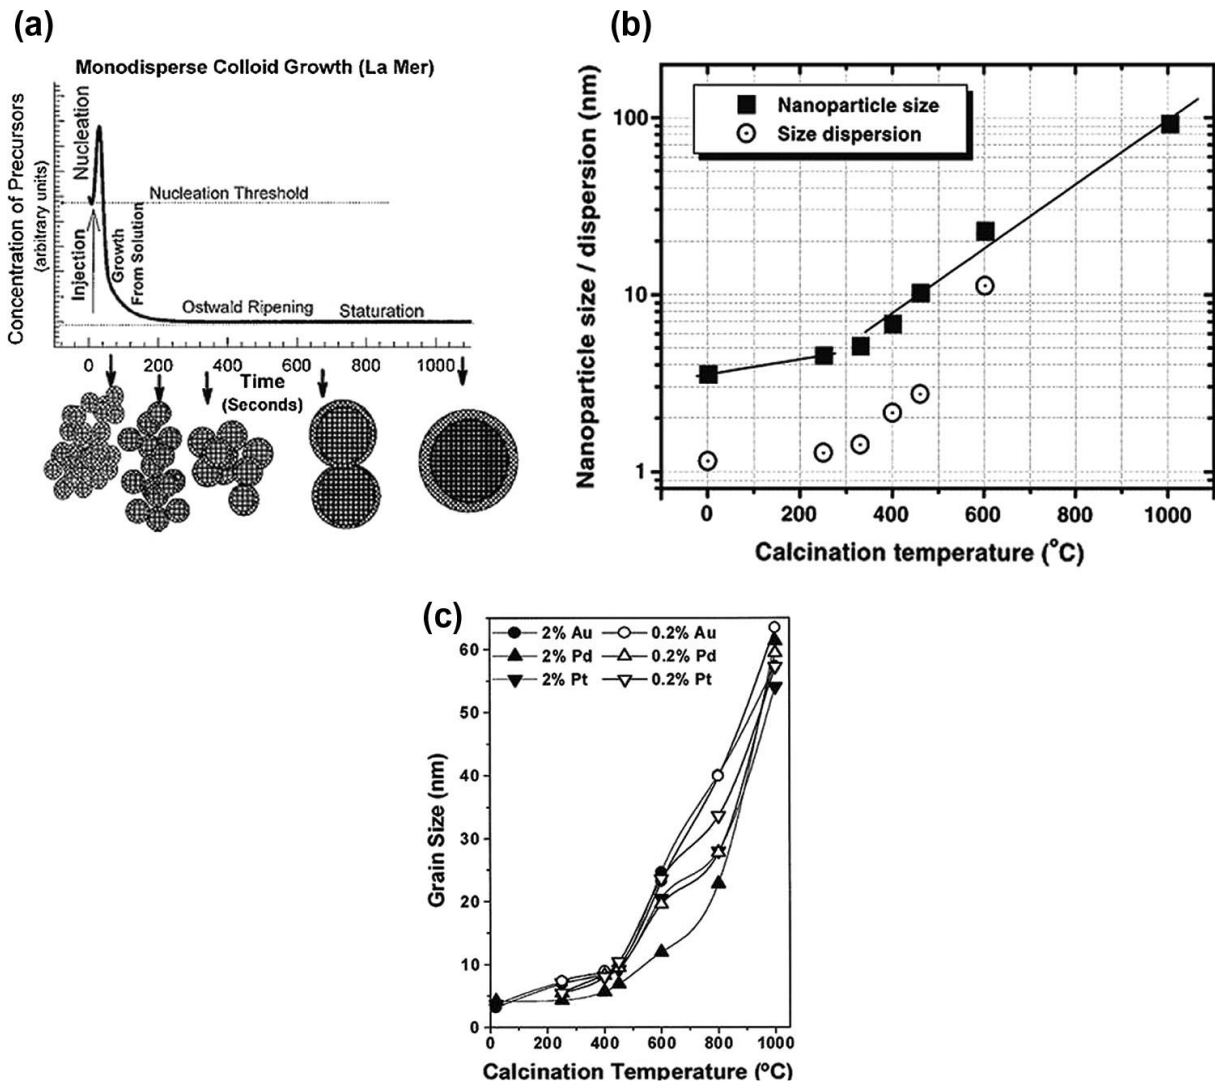 (a)
Monodisperse Colloid Growth (La Mer)
Concentration of Precursors
(arbitrary units)
Nucleation
Nucleation Threshold
Injection
Growth
From Solution
Ostwald Ripening
Staturation
0 200 400 600 800 1000
Time
(Seconds)
(b)
Nanoparticle size / dispersion (nm)
Nanoparticle size
Size dispersion
100
10
1
0 200 400 600 800 1000
Calcination temperature (°C)
(c)
2% Au 0.2% Au
2% Pd 0.2% Pd
2% Pt 0.2% Pt
Grain Size (nm)
60
50
40
30
20
10
0
0 200 400 600 800 1000
Calcination Temperature (ºC)